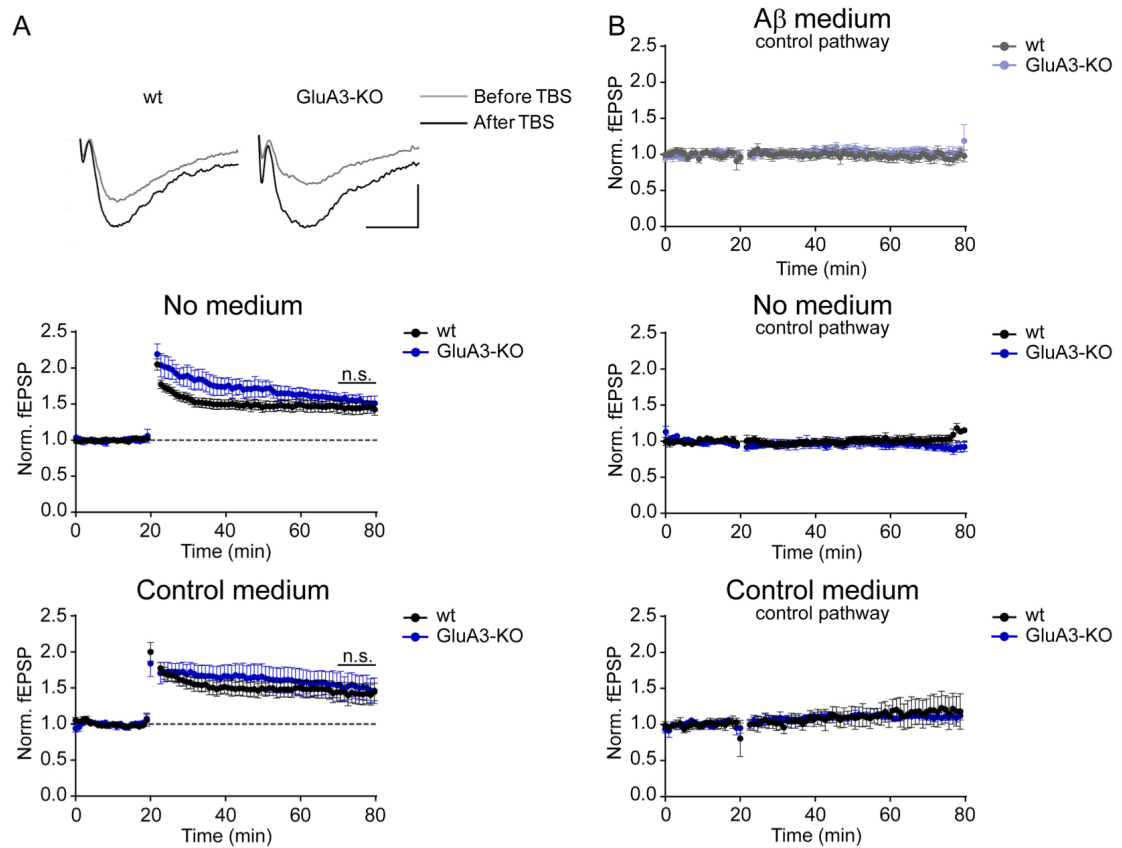 A
wt
GluA3-KO
Before TBS
After TBS
No medium
wt
GluA3-KO
n.s.
Norm. fEPSP
2.5
2.0
1.5
1.0
0.5
0.0
0 20 40 60 80
Time (min)
Control medium
wt
GluA3-KO
n.s.
Norm. fEPSP
2.5
2.0
1.5
1.0
0.5
0.0
0 20 40 60 80
Time (min)
B
Aβ medium
control pathway
wt
GluA3-KO
Norm. fEPSP
2.5
2.0
1.5
1.0
0.5
0.0
0 20 40 60 80
Time (min)
No medium
control pathway
wt
GluA3-KO
Norm. fEPSP
2.5
2.0
1.5
1.0
0.5
0.0
0 20 40 60 80
Time (min)
Control medium
control pathway
wt
GluA3-KO
Norm. fEPSP
2.5
2.0
1.5
1.0
0.5
0.0
0 20 40 60 80
Time (min)